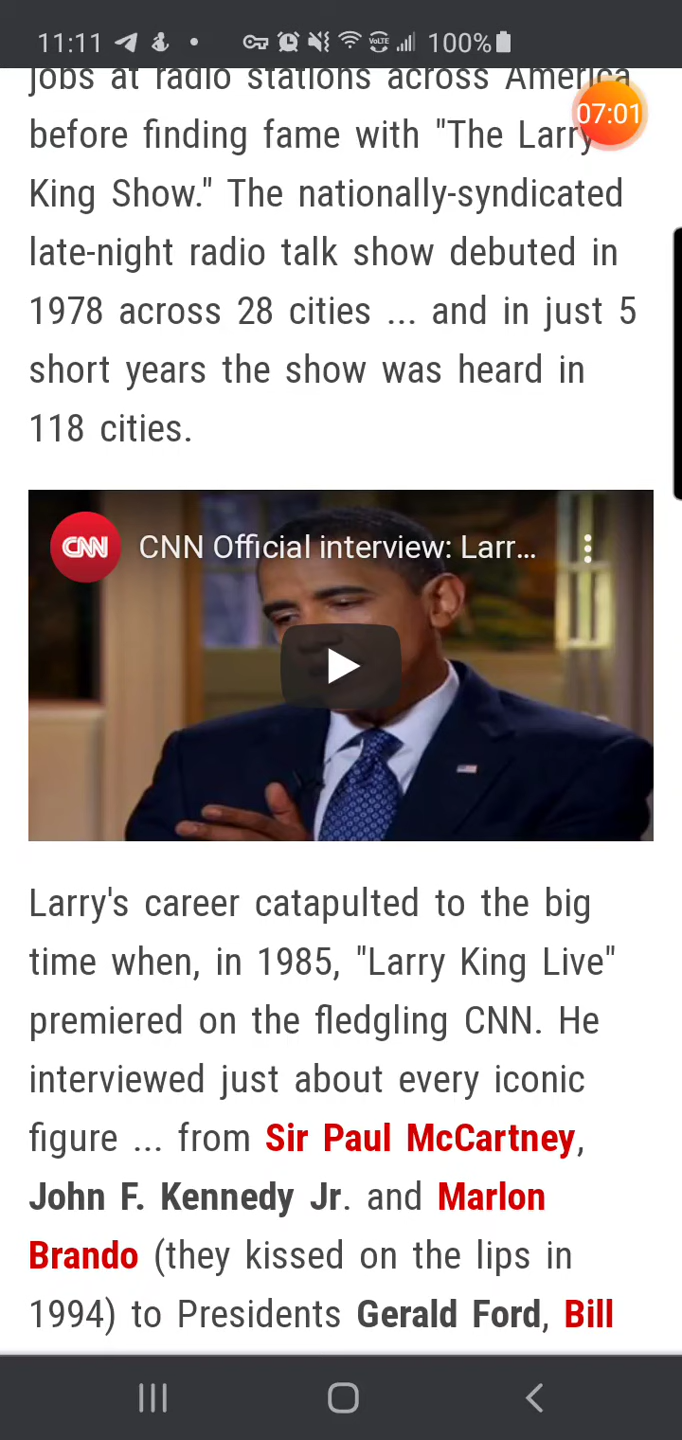 11:11 VoLTE 100%
07:01
jobs at radio stations across America
before finding fame with "The Larry
King Show." The nationally-syndicated
late-night radio talk show debuted in
1978 across 28 cities ... and in just 5
short years the show was heard in
118 cities.
CNN CNN Official interview: Larr...
Larry's career catapulted to the big
time when, in 1985, "Larry King Live"
premiered on the fledgling CNN. He
interviewed just about every iconic
figure ... from Sir Paul McCartney,
John F. Kennedy Jr. and Marlon
Brando (they kissed on the lips in
1994) to Presidents Gerald Ford, Bill